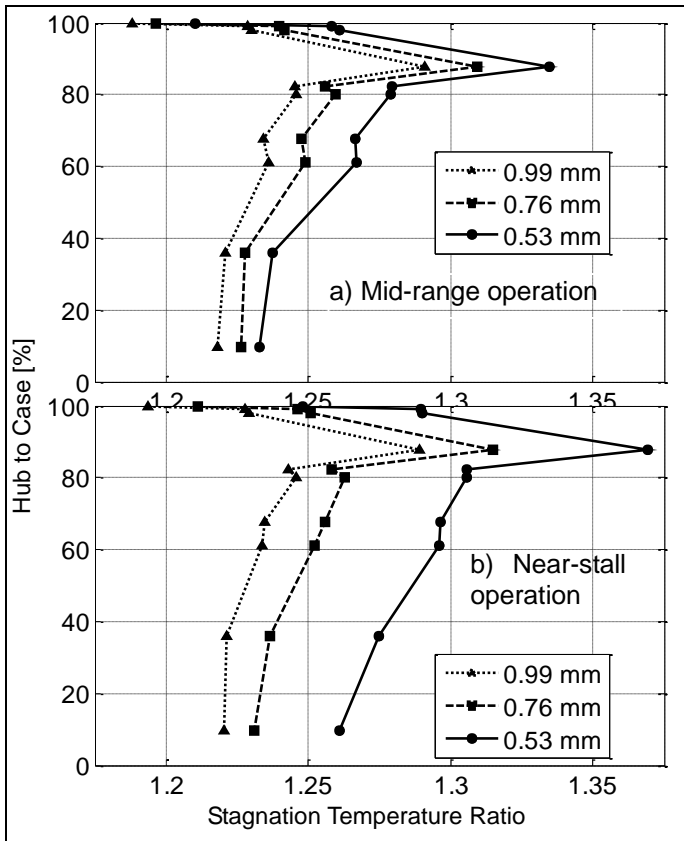 100
80
60
40
20
0
0.99 mm
0.76 mm
0.53 mm
a) Mid-range operation
1.2
1.25
1.3
1.35
Hub to Case [%]
100
80
60
40
20
0
b) Near-stall
operation
0.99 mm
0.76 mm
0.53 mm
1.2
1.25
1.3
1.35
Stagnation Temperature Ratio